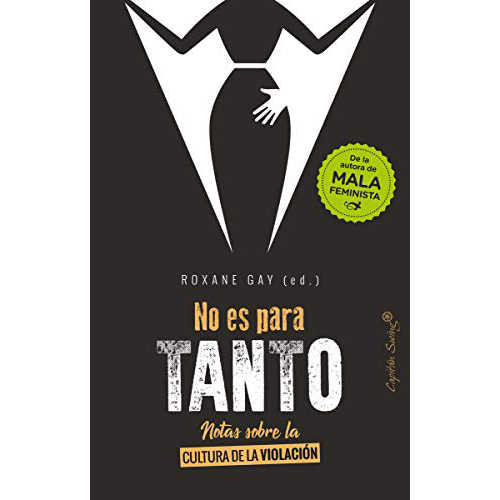 De la
autora de
MALA
FEMINISTA
ROXANE GAY (ed.)
No es para
TANTO
Notas sobre la
CULTURA DE LA VIOLACIÓN
Capitán Swing